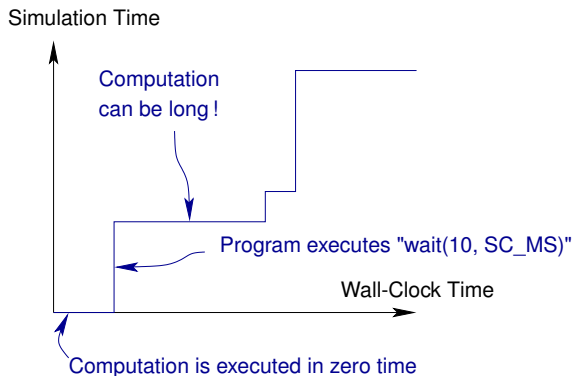 Simulation Time
Computation
can be long !
Program executes "wait(10, SC_MS)"
Wall-Clock Time
Computation is executed in zero time